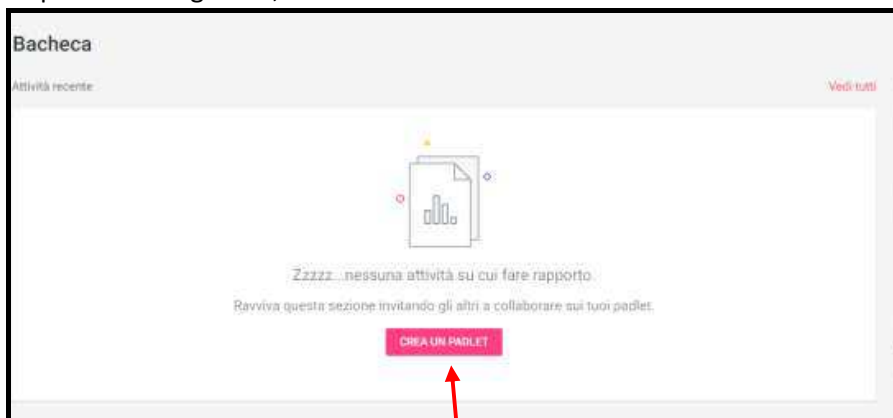 Bacheca
Attività recente
Vedi tutti
Zzzzz...nessuna attività su cui fare rapporto.
Ravviva questa sezione invitando gli altri a collaborare sui tuoi padlet.
CREA UN PADLET